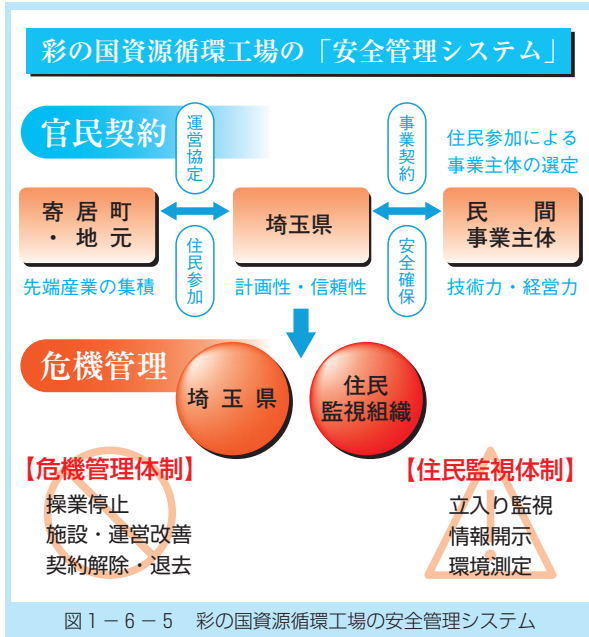 彩の国資源循環工場の「安全管理システム」
官民契約
運営協定
事業契約
住民参加による
事業主体の選定
寄居町
・地元
埼玉県
民間
事業主体
住民参加
安全確保
先端産業の集積
計画性・信頼性
技術力・経営力
危機管理
埼玉県
住民
監視組織
【危機管理体制】
操業停止
施設・運営改善
契約解除・退去
【住民監視体制】
立入り監視
情報開示
環境測定
図1-6-5 彩の国資源循環工場の安全管理システム